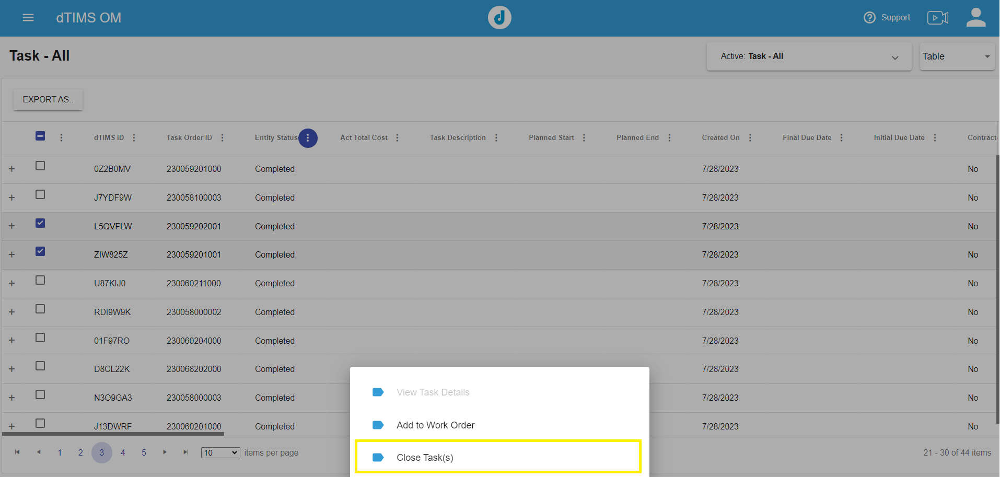 dTIMS OM
Support
Task - All
Active: Task - All
Table
EXPORT AS..
dTIMS ID Task Order ID Entity Status Act Total Cost Task Description Planned Start Planned End Created On Final Due Date Initial Due Date
0Z2B0MV 230059201000 Completed 7/28/2023 No
J7YDF9W 230058100003 Completed 7/28/2023 No
L5QVFLW 230059202001 Completed 7/28/2023 No
ZIW825Z 230059201001 Completed 7/28/2023 No
U87KIJ0 230060211000 Completed 7/28/2023 No
RDI9W9K 230058000002 Completed 7/28/2023 No
01F97RO 230060204000 Completed 7/28/2023 No
D8CL22K 230068202000 Completed 7/28/2023 No
N3O9GA3 230058000003 Completed 7/28/2023 No
J13DWRF 230060201000 Completed 7/28/2023 No
View Task Details
Add to Work Order
Close Task(s)
1 2 3 4 5 10 items per page 21 - 30 of 44 items